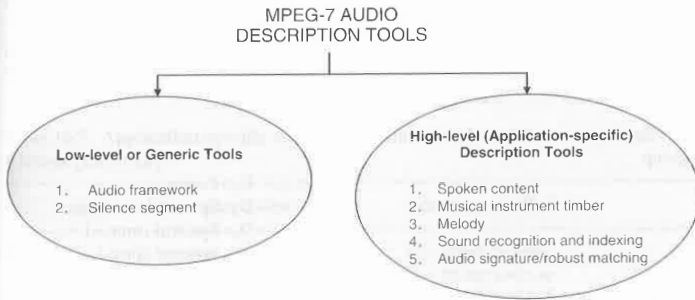 MPEG-7 AUDIO
DESCRIPTION TOOLS
Low-level or Generic Tools
1. Audio framework
2. Silence segment
High-level (Application-specific)
Description Tools
1. Spoken content
2. Musical instrument timber
3. Melody
4. Sound recognition and indexing
5. Audio signature/robust matching